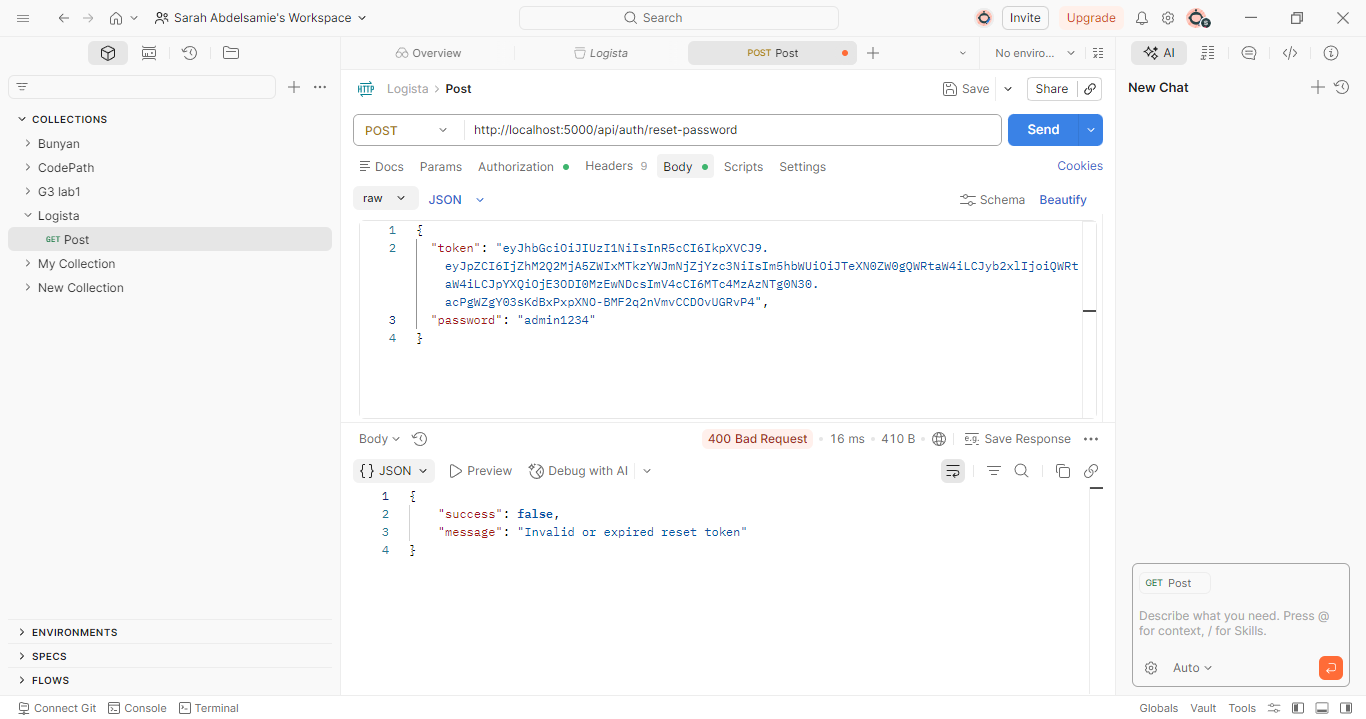 Sarah Abdelsamie's Workspace
Search
Invite
Upgrade
Overview
Logista
POST Post
No enviro...
AI
COLLECTIONS
Bunyan
CodePath
G3 lab1
Logista
GET Post
My Collection
New Collection
ENVIRONMENTS
SPECS
FLOWS
HTTP Logista > Post
Save
Share
POST http://localhost:5000/api/auth/reset-password
Send
Docs Params Authorization Headers 9 Body Scripts Settings
Cookies
raw JSON
Schema Beautify
1 {
2 "token": "eyJhbGciOiJIUzI1NiIsInR5cCI6IkpXVCJ9.
eyJpZCI6IjZhM2Q2MjA5ZWIxMTkzYWJmNjZjYzc3NiIsIm5hbWUiOiJTeXN0ZW0gQWRtaW4iLCJyb2xlIjoiQWRt
aW4iLCJpYXQiOjE3ODI0MzEwNDcsImV4cCI6MTc4MzAzNTg0N30.
acPgWZgY03sKdBxPxpXNO-BMF2q2nVmvCCDOvUGRvP4",
3 "password": "admin1234"
4 }
Body
400 Bad Request • 16 ms • 410 B
e.g. Save Response
{} JSON Preview Debug with AI
1 {
2 "success": false,
3 "message": "Invalid or expired reset token"
4 }
New Chat
GET Post
Describe what you need. Press @
for context, / for Skills.
Auto
Connect Git Console Terminal
Globals Vault Tools